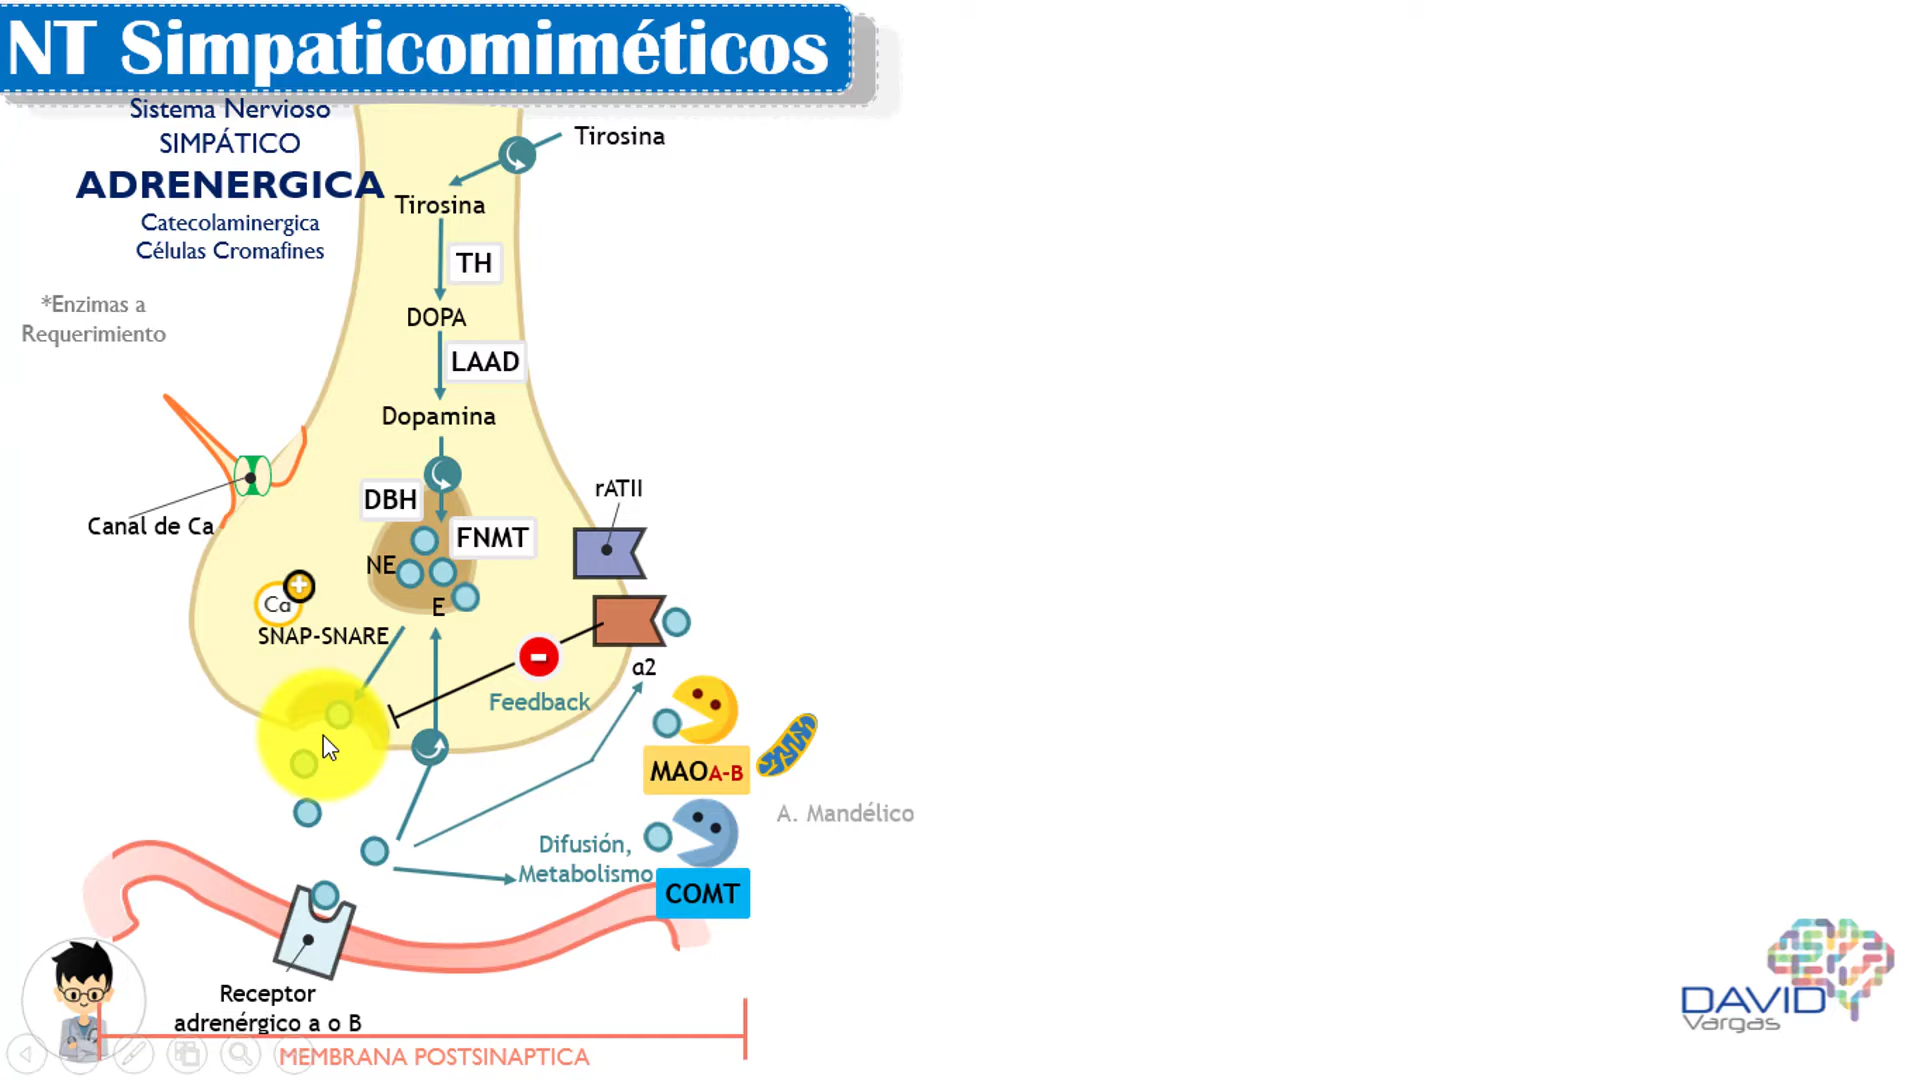 NT Simpaticomiméticos
Sistema Nervioso
SIMPÁTICO
ADRENERGICA
Catecolaminergica
Células Cromafines
*Enzimas a
Requerimiento
Tirosina
Tirosina
TH
DOPA
LAAD
Dopamina
DBH
FNMT
NE
E
rATII
Canal de Ca
Ca
SNAP-SNARE
α2
Feedback
MAOA-B
A. Mandélico
Difusión,
Metabolismo
COMT
Receptor
adrenérgico a o B
MEMBRANA POSTSINAPTICA
DAVID
Vargas